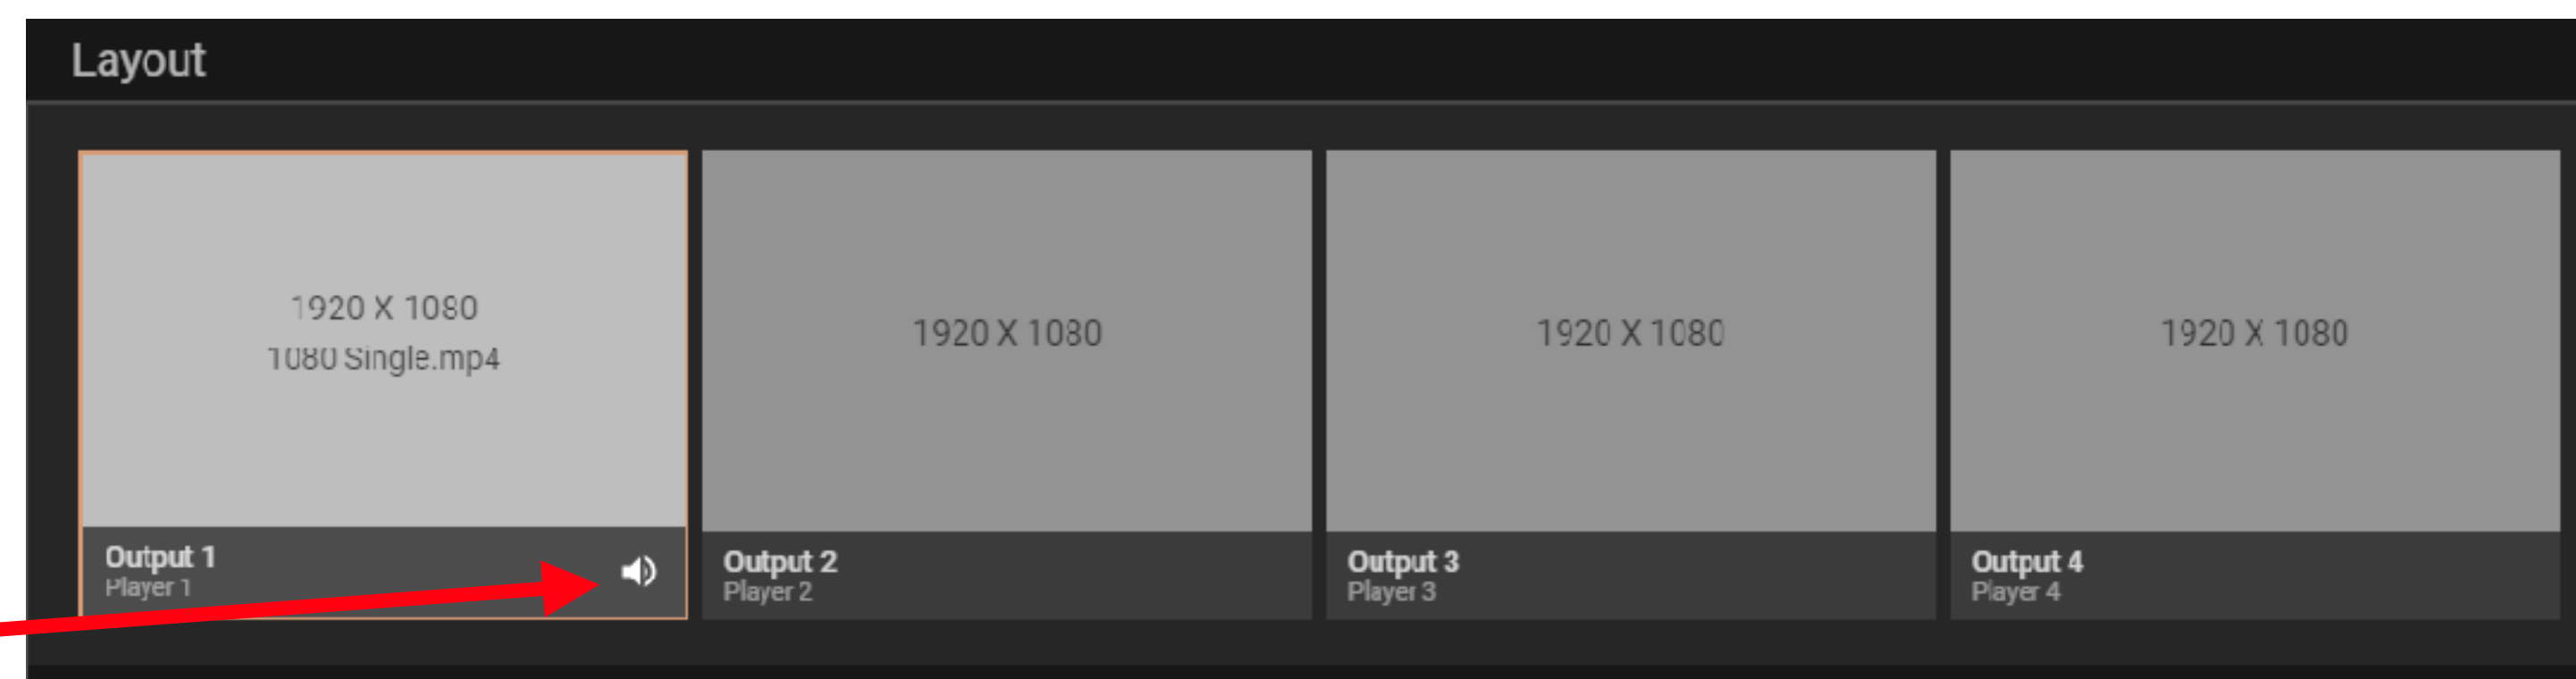 Layout
1920 X 1080
1080 Single.mp4
Output 1
Player 1
1920 X 1080
Output 2
Player 2
1920 X 1080
Output 3
Player 3
1920 X 1080
Output 4
Player 4